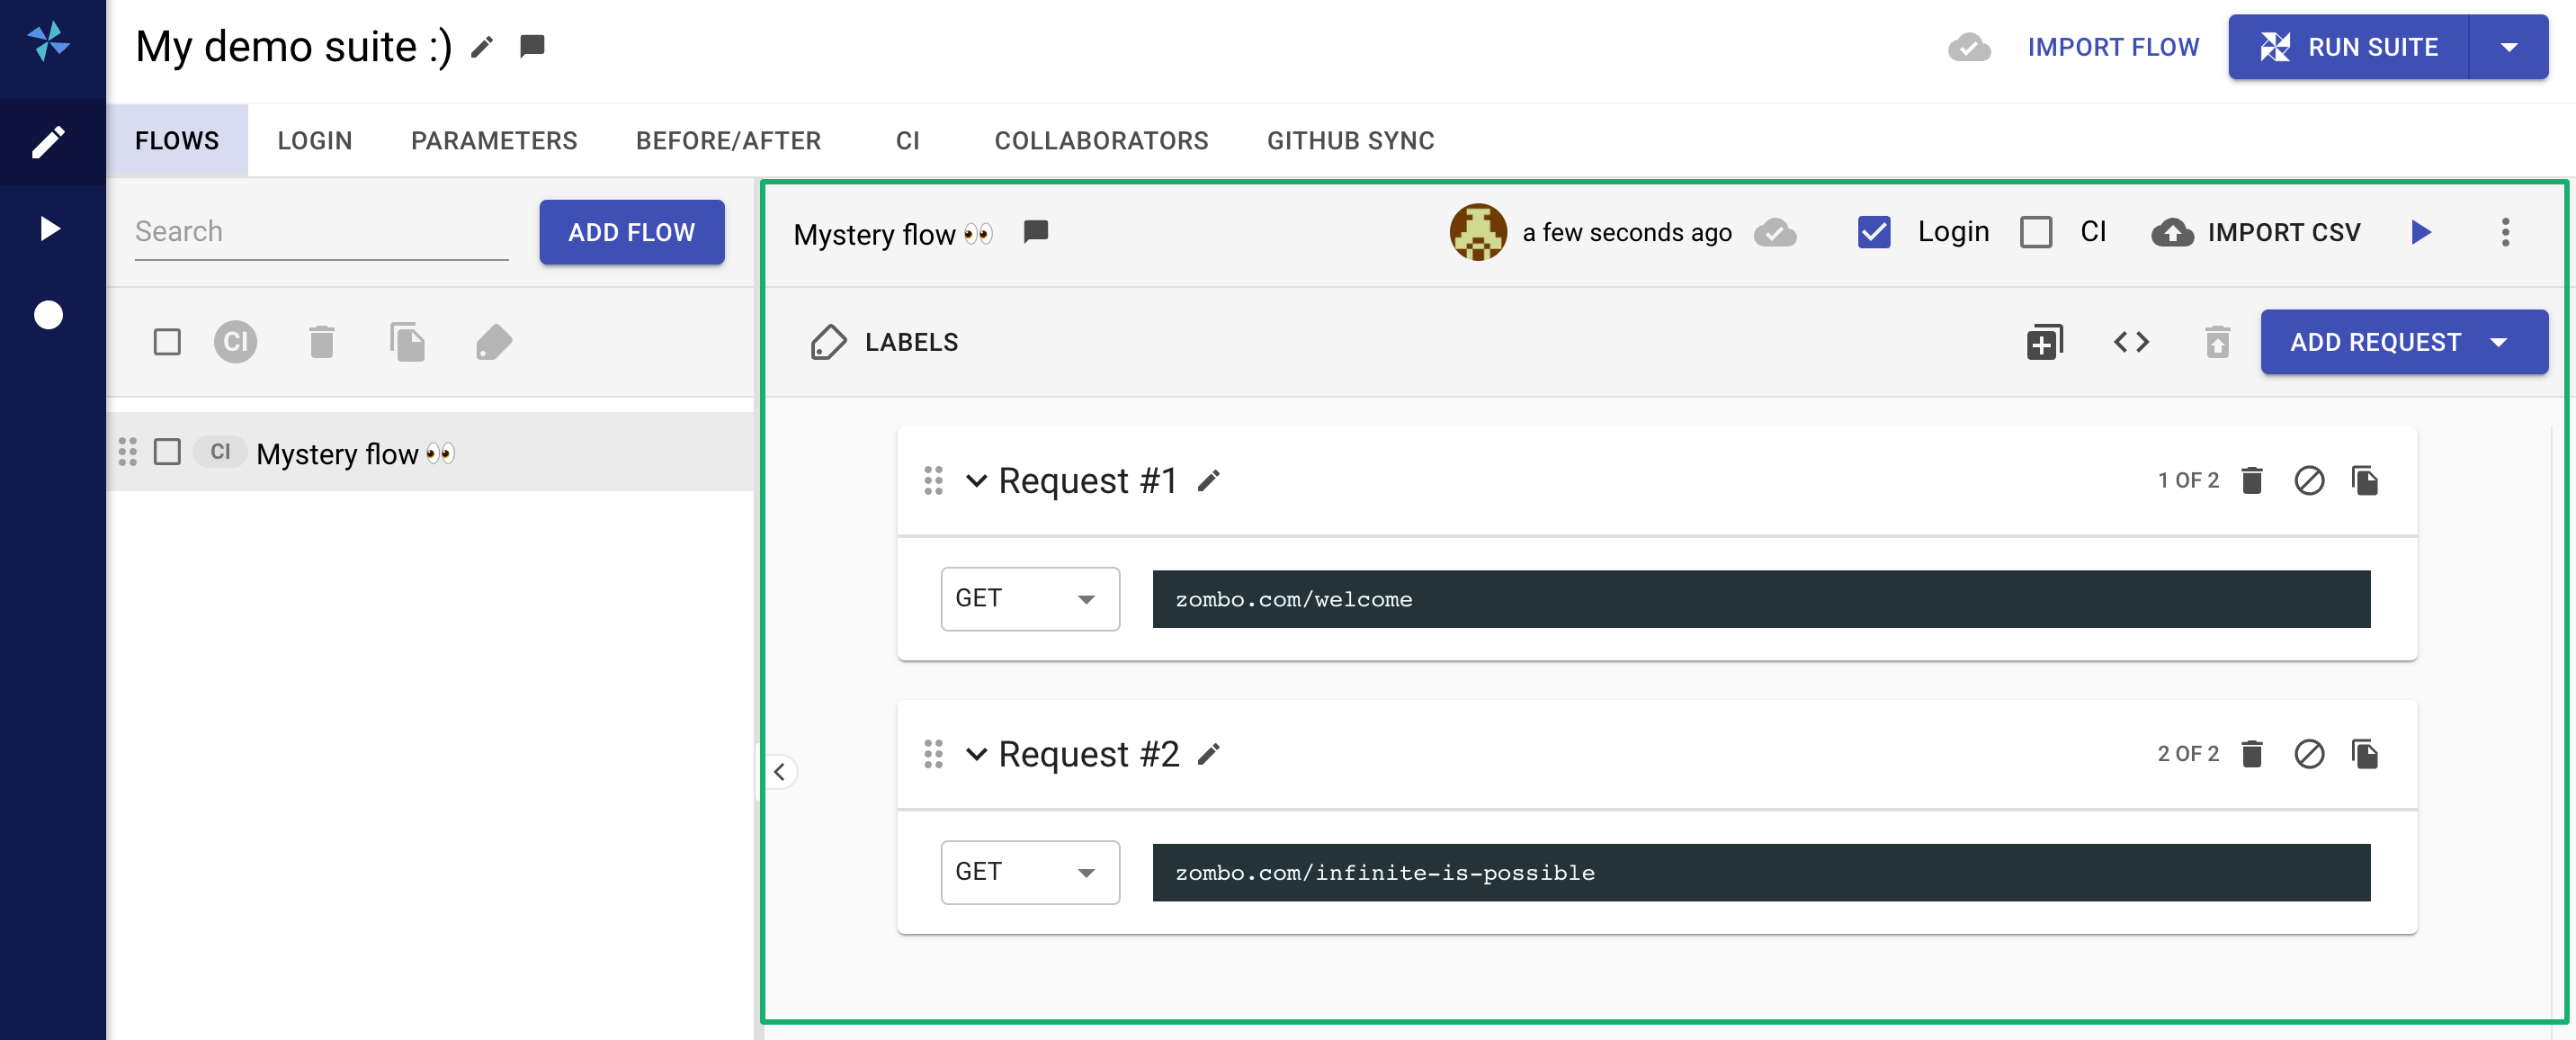 My demo suite :)
IMPORT FLOW
RUN SUITE
FLOWS LOGIN PARAMETERS BEFORE/AFTER CI COLLABORATORS GITHUB SYNC
Search
ADD FLOW
CI
CI Mystery flow 👀
Mystery flow 👀
a few seconds ago
Login
CI
IMPORT CSV
LABELS
ADD REQUEST
Request #1
1 OF 2
GET
zombo.com/welcome
Request #2
2 OF 2
GET
zombo.com/infinite-is-possible